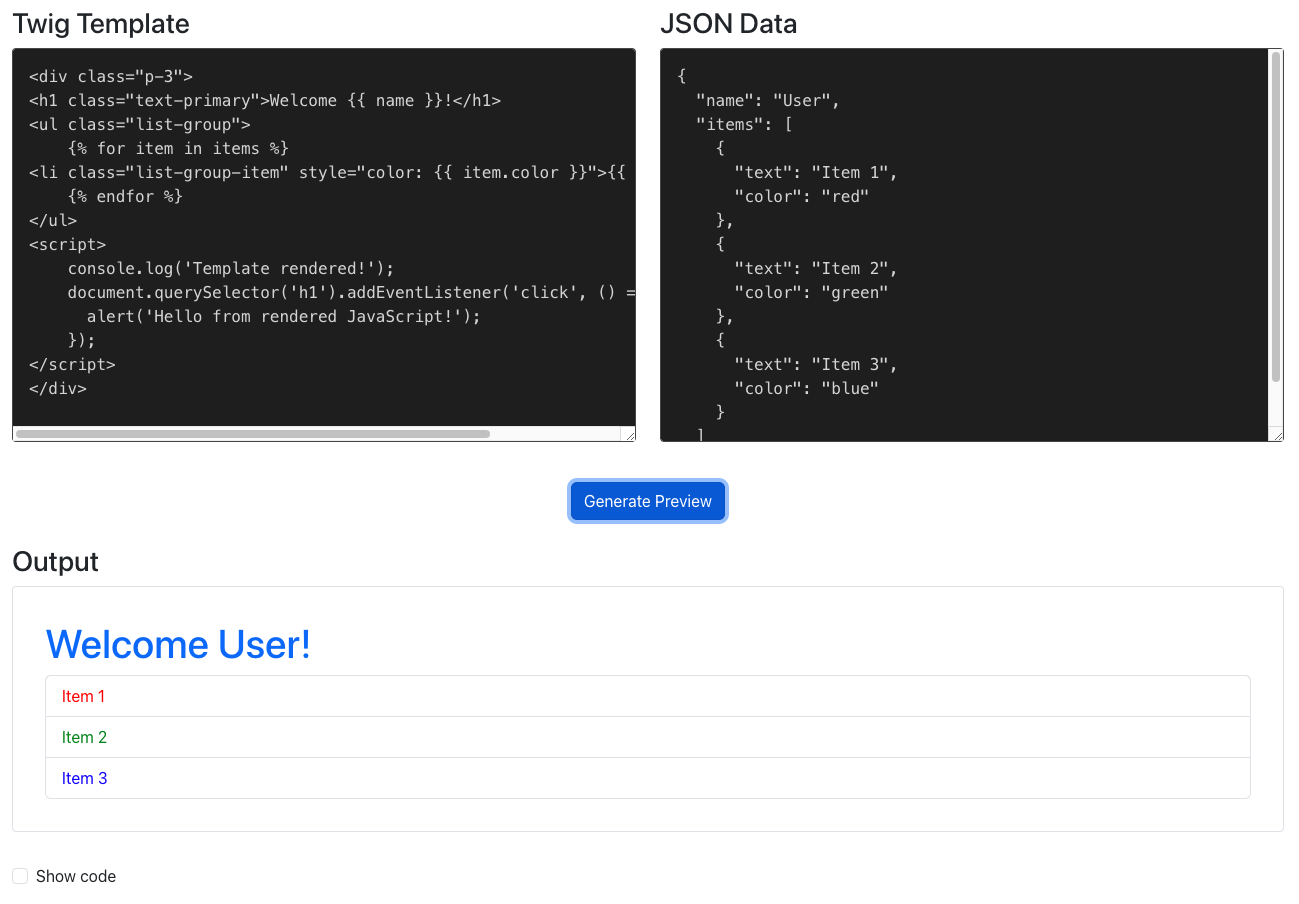 Twig Template
<div class="p-3">
<h1 class="text-primary">Welcome {{ name }}!</h1>
<ul class="list-group">
    {% for item in items %}
<li class="list-group-item" style="color: {{ item.color }}">{{
    {% endfor %}
</ul>
<script>
    console.log('Template rendered!');
    document.querySelector('h1').addEventListener('click', () =
      alert('Hello from rendered JavaScript!');
    });
</script>
</div>
JSON Data
{
  "name": "User",
  "items": [
    {
      "text": "Item 1",
      "color": "red"
    },
    {
      "text": "Item 2",
      "color": "green"
    },
    {
      "text": "Item 3",
      "color": "blue"
    }
  ]
Generate Preview
Output
Welcome User!
Item 1
Item 2
Item 3
Show code